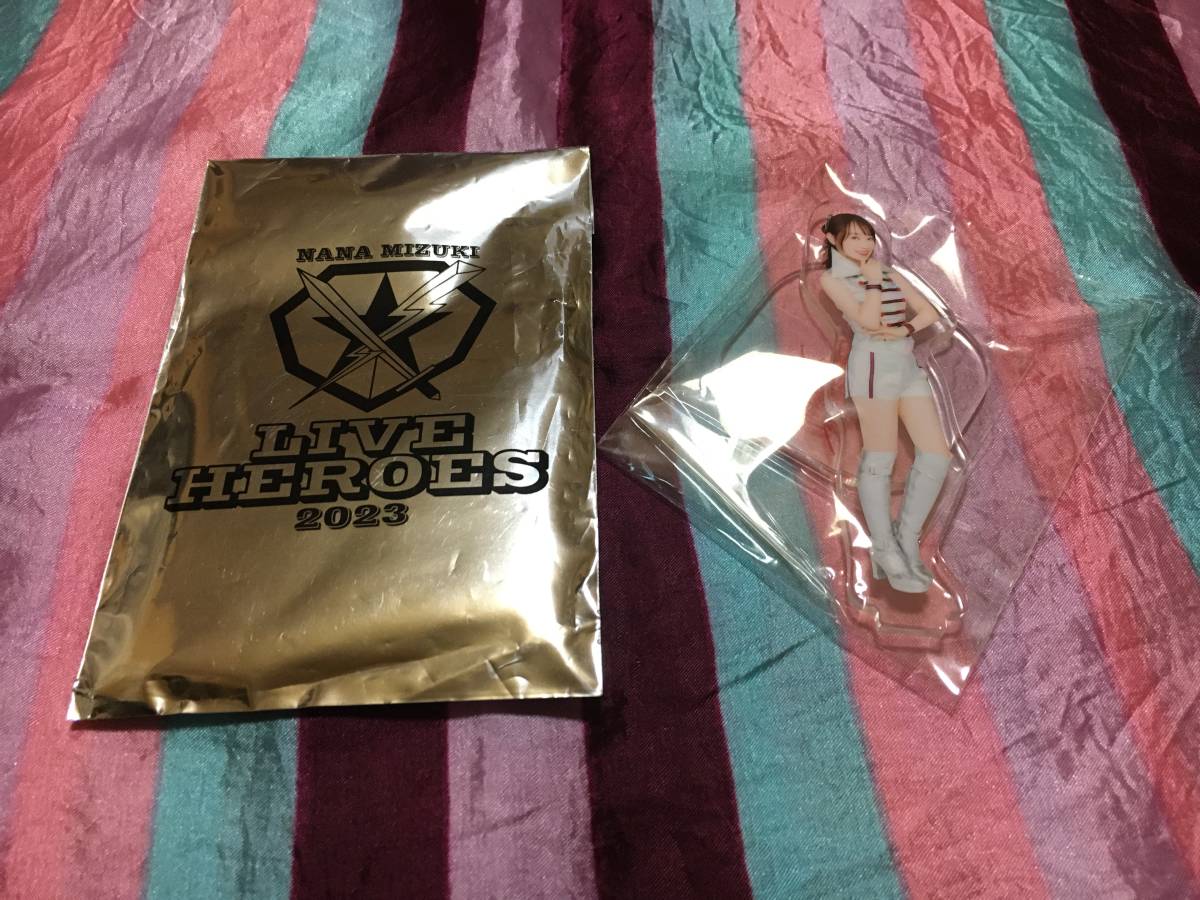 NANA MIZUKI
LIVE
HEROES
2023